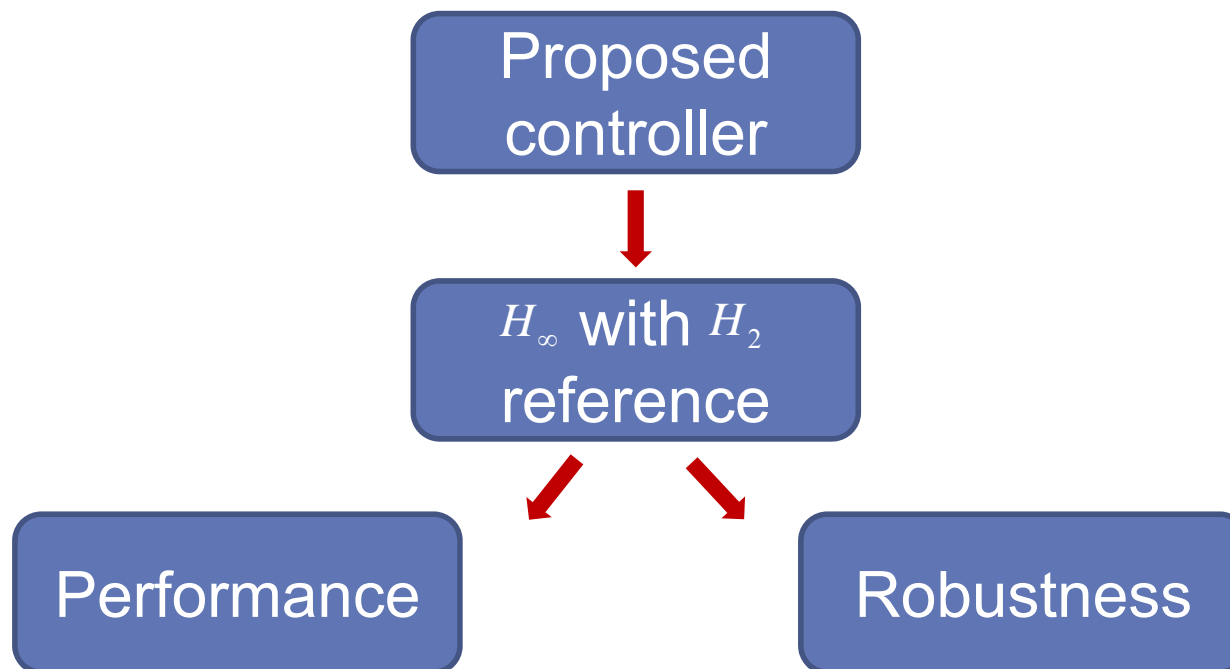 Proposed
controller
H∞ with H2
reference
Performance
Robustness